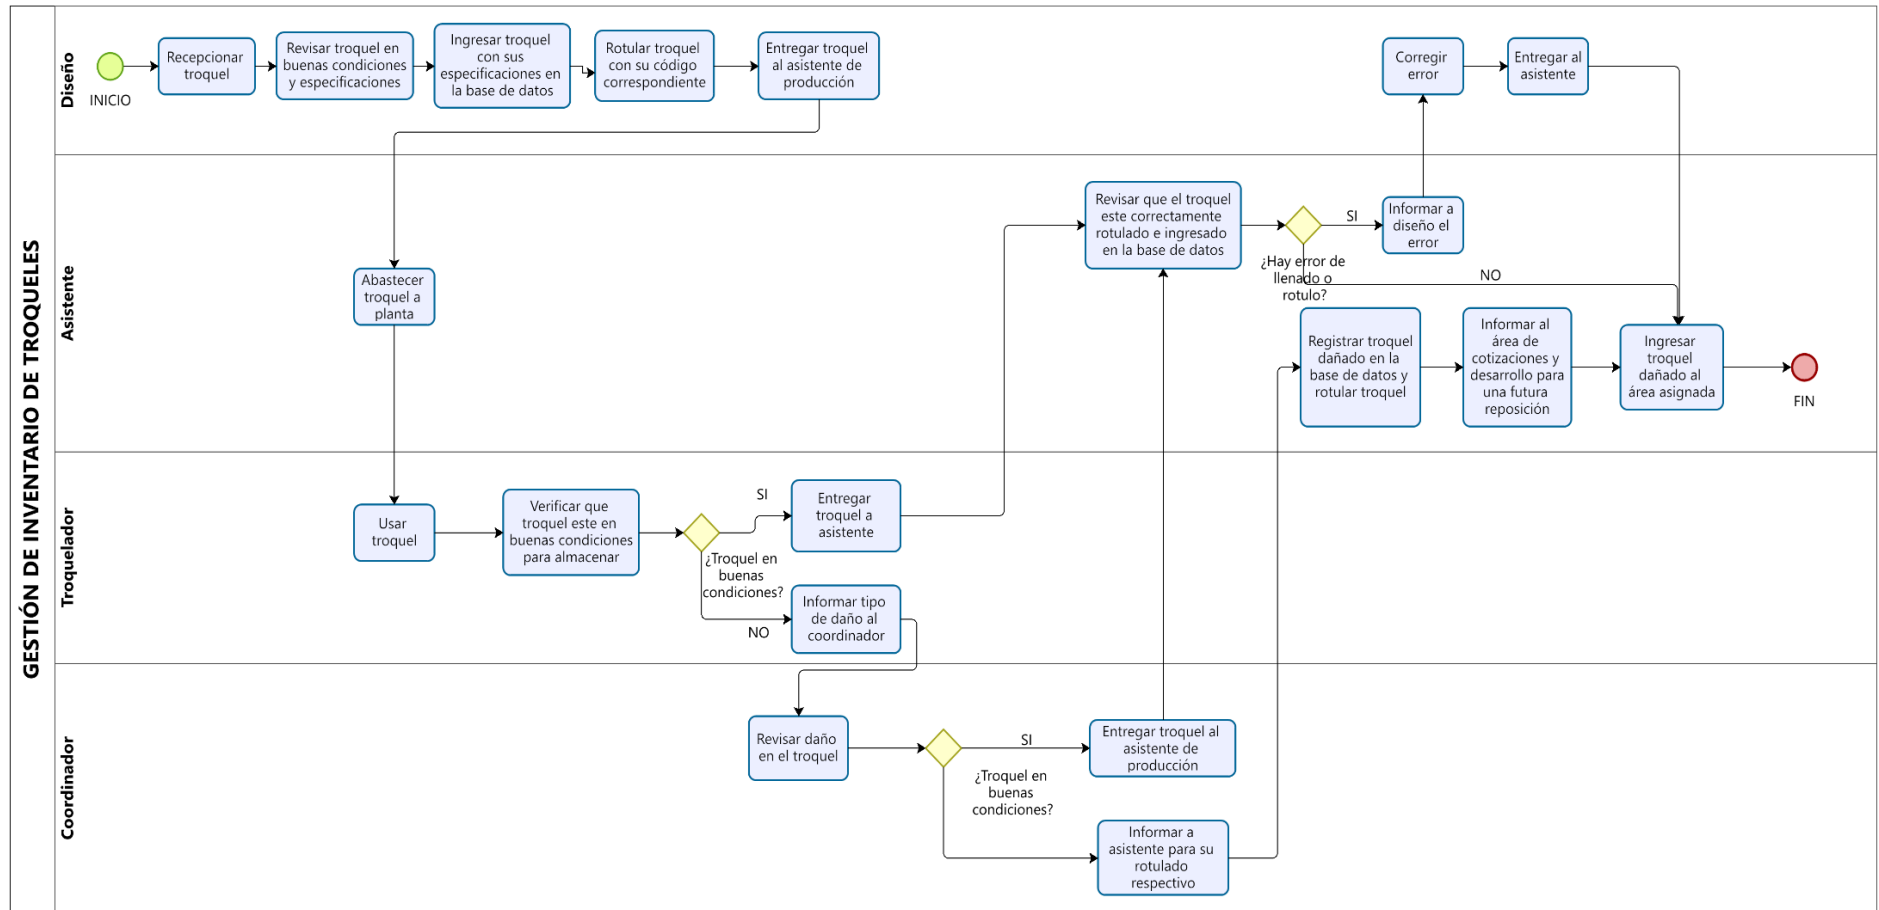 GESTIÓN DE INVENTARIO DE TROQUELES
Diseño
INICIO
Recepcionar
troquel
Revisar troquel en
buenas condiciones
y especificaciones
Ingresar troquel
con sus
especificaciones en
la base de datos
Rotular troquel
con su código
correspondiente
Entregar troquel
al asistente de
producción
Corregir
error
Entregar al
asistente
Asistente
Abastecer
troquel a
planta
Revisar que el troquel
este correctamente
rotulado e ingresado
en la base de datos
¿Hay error de
llenado o
rotulo?
SI
NO
Informar a
diseño el
error
Registrar troquel
dañado en la
base de datos y
rotular troquel
Informar al
área de
cotizaciones y
desarrollo para
una futura
reposición
Ingresar
troquel
dañado al
área asignada
FIN
Troquelador
Usar
troquel
Verificar que
troquel este en
buenas condiciones
para almacenar
¿Troquel en
buenas
condiciones?
SI
NO
Entregar
troquel a
asistente
Informar tipo
de daño al
coordinador
Coordinador
Revisar daño
en el troquel
¿Troquel en
buenas
condiciones?
SI
Entregar troquel al
asistente de
producción
Informar a
asistente para su
rotulado
respectivo